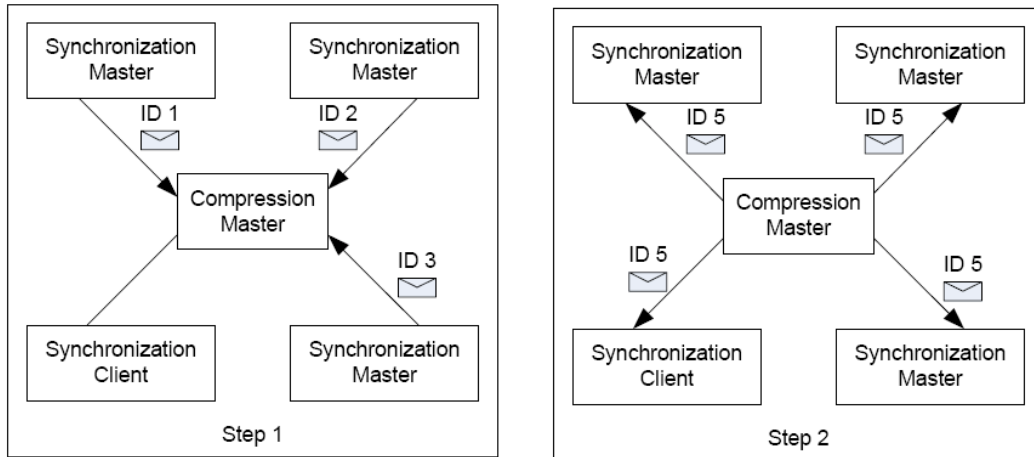 Synchronization
Master
Synchronization
Master
ID 1
ID 2
Compression
Master
ID 3
Synchronization
Client
Synchronization
Master
Step 1
Synchronization
Master
Synchronization
Master
ID 5
ID 5
Compression
Master
ID 5
ID 5
Synchronization
Client
Synchronization
Master
Step 2